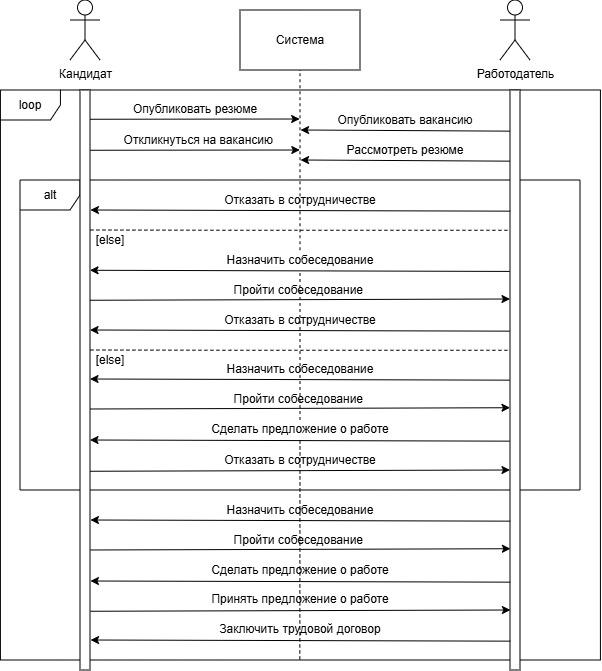 Кандидат
Система
Работодатель
loop
Опубликовать резюме
Опубликовать вакансию
Откликнуться на вакансию
Рассмотреть резюме
alt
Отказать в сотрудничестве
[else]
Назначить собеседование
Пройти собеседование
Отказать в сотрудничестве
[else]
Назначить собеседование
Пройти собеседование
Сделать предложение о работе
Отказать в сотрудничестве
Назначить собеседование
Пройти собеседование
Сделать предложение о работе
Принять предложение о работе
Заключить трудовой договор